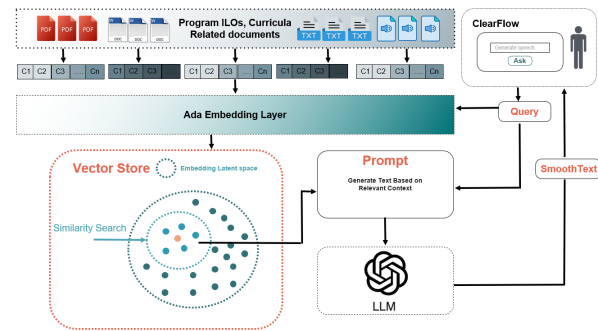 Program ILOs, Curricula
Related documents
PDF PDF PDF
DOC DOC DOC
TXT TXT TXT
C1 C2 C3 .... Cn
C1 C2 C3 ....
C1 C2 C3 .... Cn
C1 C2 C3 ....
C1 C2 C3 .... Cn
ClearFlow
Generate speech
Ask
Ada Embedding Layer
Query
Vector Store
Embedding Latent space
Similarity Search
Prompt
Generate Text Based on
Relevant Context
SmoothText
LLM